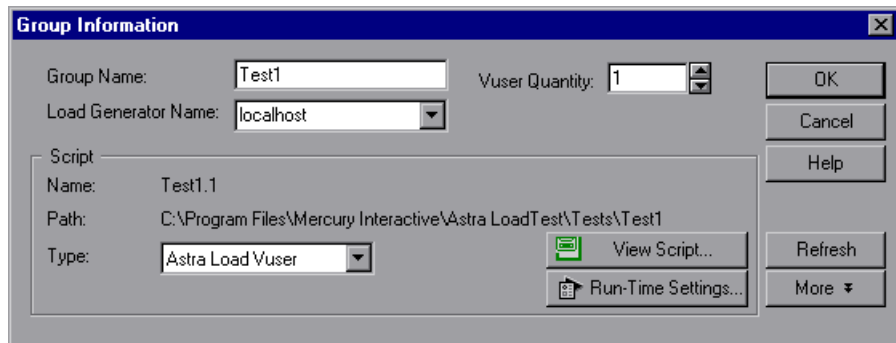 Group Information
Group Name: Test1 Vuser Quantity: 1 OK
Load Generator Name: localhost Cancel
Script Help
Name: Test1.1
Path: C:\Program Files\Mercury Interactive\Astra LoadTest\Tests\Test1
Type: Astra Load Vuser View Script... Refresh
Run-Time Settings... More